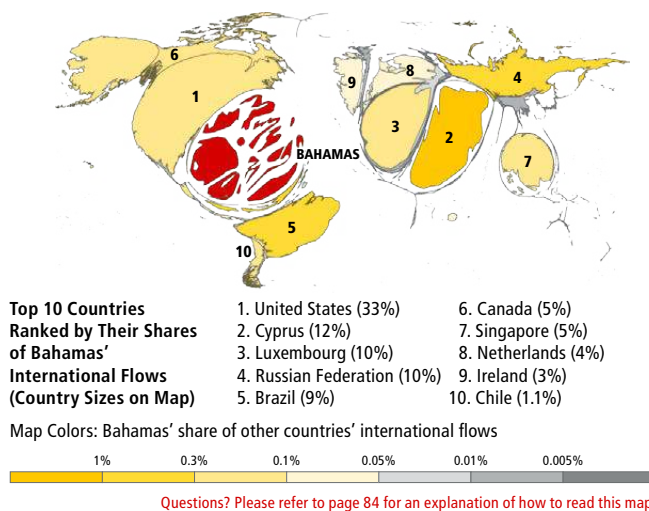 6
1
9
8
4
3
2
BAHAMAS
7
5
10
Top 10 Countries
Ranked by Their Shares
of Bahamas’
International Flows
(Country Sizes on Map)
1. United States (33%)
2. Cyprus (12%)
3. Luxembourg (10%)
4. Russian Federation (10%)
5. Brazil (9%)
6. Canada (5%)
7. Singapore (5%)
8. Netherlands (4%)
9. Ireland (3%)
10. Chile (1.1%)
Map Colors: Bahamas’ share of other countries’ international flows
1% 0.3% 0.1% 0.05% 0.01% 0.005%
Questions? Please refer to page 84 for an explanation of how to read this map